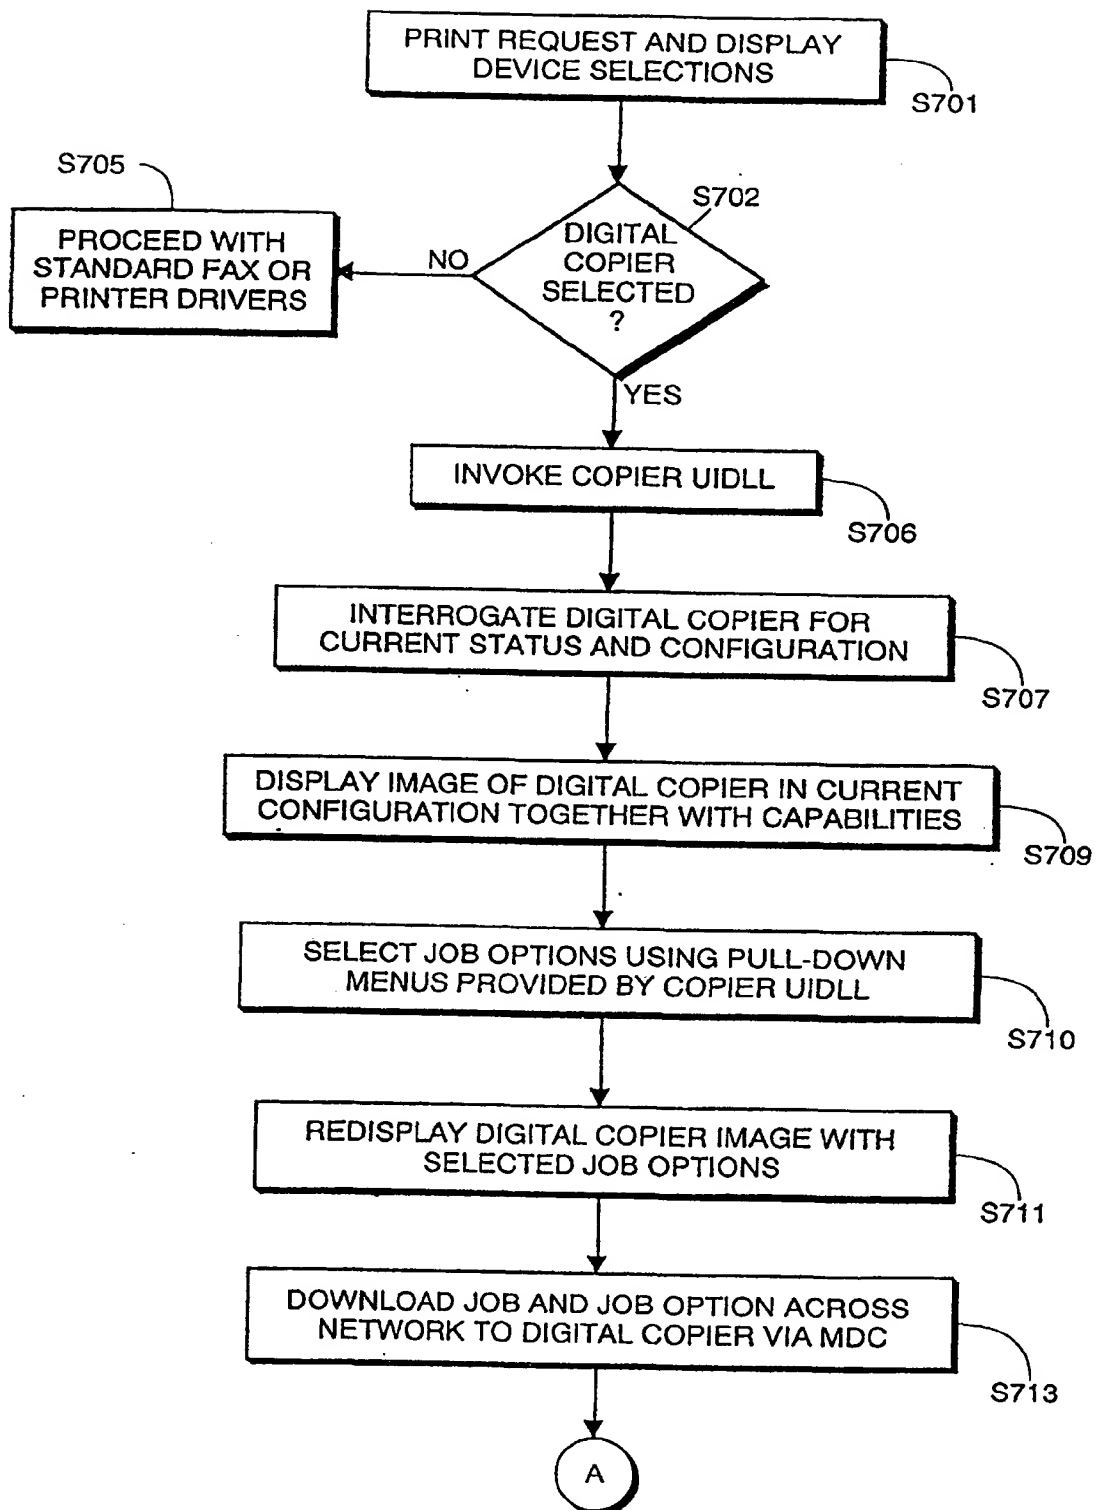 PRINT REQUEST AND DISPLAY
DEVICE SELECTIONS
S701
S705
S702
PROCEED WITH
STANDARD FAX OR
PRINTER DRIVERS
NO
DIGITAL
COPIER
SELECTED
?
YES
INVOKE COPIER UIDLL
S706
INTERROGATE DIGITAL COPIER FOR
CURRENT STATUS AND CONFIGURATION
S707
DISPLAY IMAGE OF DIGITAL COPIER IN CURRENT
CONFIGURATION TOGETHER WITH CAPABILITIES
S709
SELECT JOB OPTIONS USING PULL-DOWN
MENUS PROVIDED BY COPIER UIDLL
S710
REDISPLAY DIGITAL COPIER IMAGE WITH
SELECTED JOB OPTIONS
S711
DOWNLOAD JOB AND JOB OPTION ACROSS
NETWORK TO DIGITAL COPIER VIA MDC
S713
A